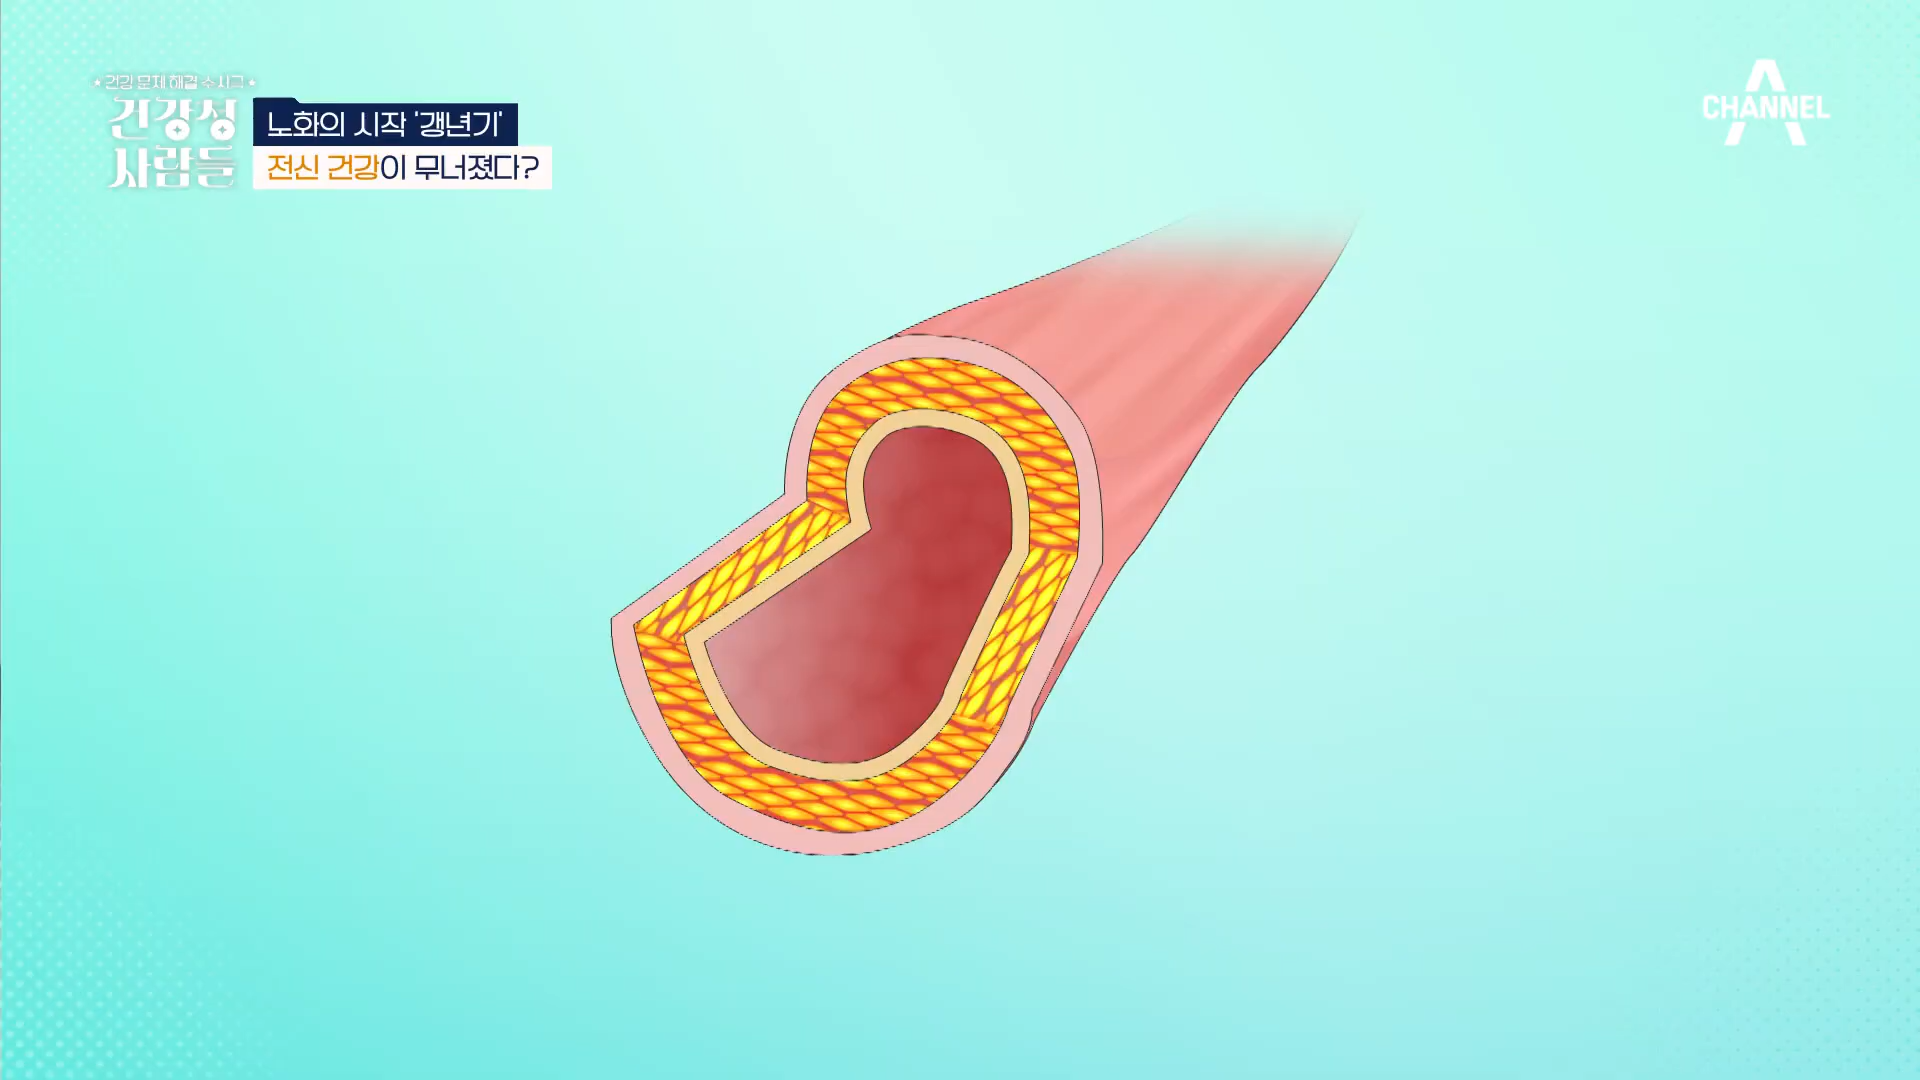 건강 문제 해결 수사극
건강성
사람들
노화의 시작 '갱년기'
전신 건강이 무너졌다?
CHANNEL A